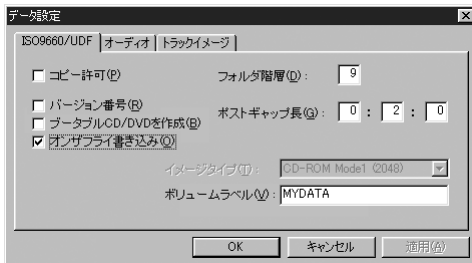 データ設定
ISO9660/UDF オーディオ トラックイメージ
コピー許可(P) フォルダ階層(D): 9
バージョン番号(R)
ブータブルCD/DVDを作成(B) ポストギャップ長(G): 0 : 2 : 0
オンザフライ書き込み(O)
イメージタイプ(T): CD-ROM Mode1 (2048)
ボリュームラベル(V): MYDATA
OK キャンセル 適用(A)